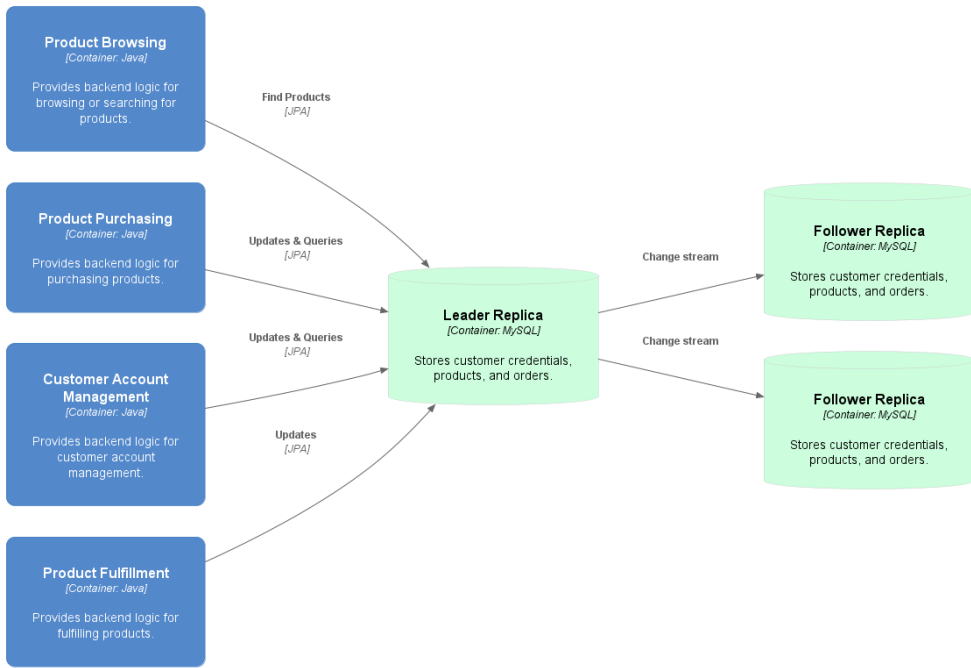 Product Browsing
[Container: Java]
Provides backend logic for
browsing or searching for
products.
Find Products
[JPA]
Product Purchasing
[Container: Java]
Provides backend logic for
purchasing products.
Updates & Queries
[JPA]
Customer Account
Management
[Container: Java]
Provides backend logic for
customer account
management.
Updates & Queries
[JPA]
Product Fulfillment
[Container: Java]
Provides backend logic for
fulfilling products.
Updates
[JPA]
Leader Replica
[Container: MySQL]
Stores customer credentials,
products, and orders.
Change stream
Follower Replica
[Container: MySQL]
Stores customer credentials,
products, and orders.
Change stream
Follower Replica
[Container: MySQL]
Stores customer credentials,
products, and orders.